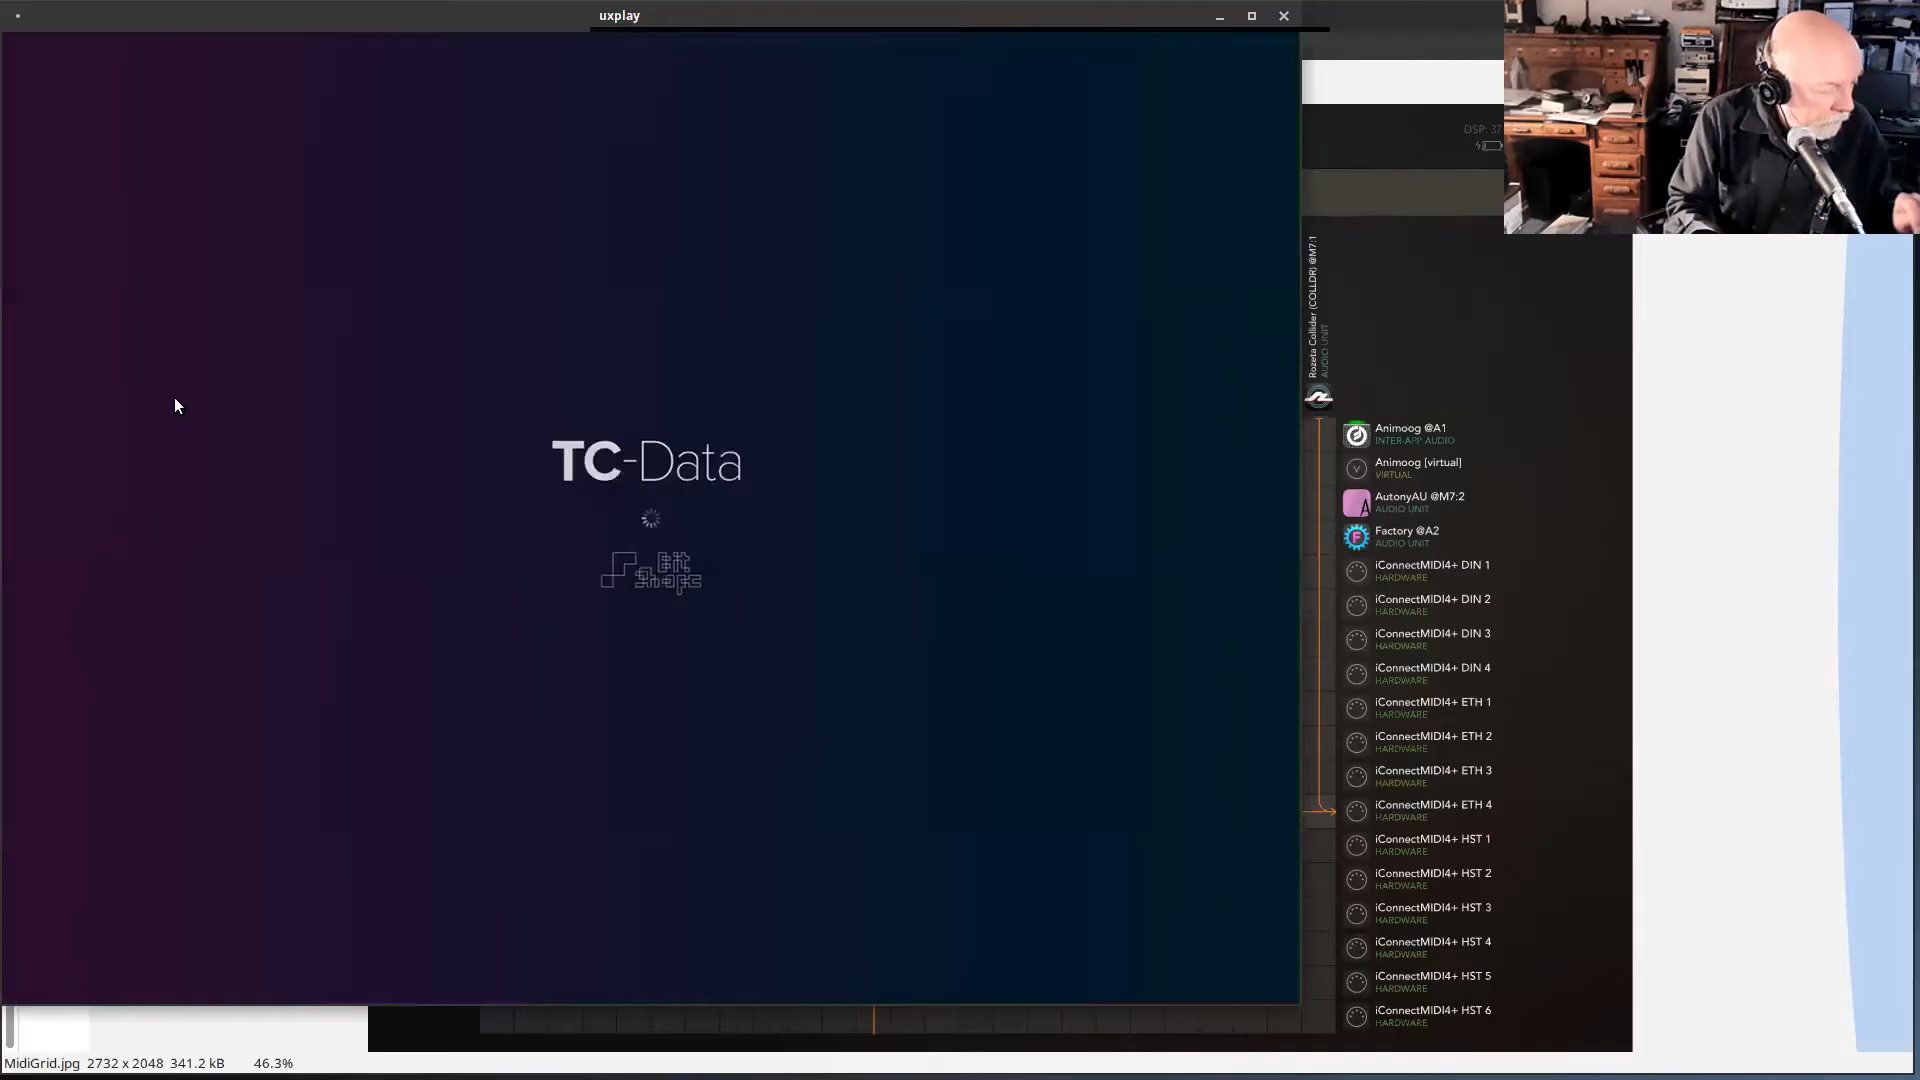 uxplay
DSP: 37
Rozeta Collider (COLLDR) @M7:1
AUDIO UNIT
TC-Data
Bit
Shape
Animoog @A1
INTER-APP AUDIO
Animoog [virtual]
VIRTUAL
AutonyAU @M7:2
AUDIO UNIT
Factory @A2
AUDIO UNIT
iConnectMIDI4+ DIN 1
HARDWARE
iConnectMIDI4+ DIN 2
HARDWARE
iConnectMIDI4+ DIN 3
HARDWARE
iConnectMIDI4+ DIN 4
HARDWARE
iConnectMIDI4+ ETH 1
HARDWARE
iConnectMIDI4+ ETH 2
HARDWARE
iConnectMIDI4+ ETH 3
HARDWARE
iConnectMIDI4+ ETH 4
HARDWARE
iConnectMIDI4+ HST 1
HARDWARE
iConnectMIDI4+ HST 2
HARDWARE
iConnectMIDI4+ HST 3
HARDWARE
iConnectMIDI4+ HST 4
HARDWARE
iConnectMIDI4+ HST 5
HARDWARE
iConnectMIDI4+ HST 6
HARDWARE
MidiGrid.jpg 2732 x 2048 341.2 kB 46.3%